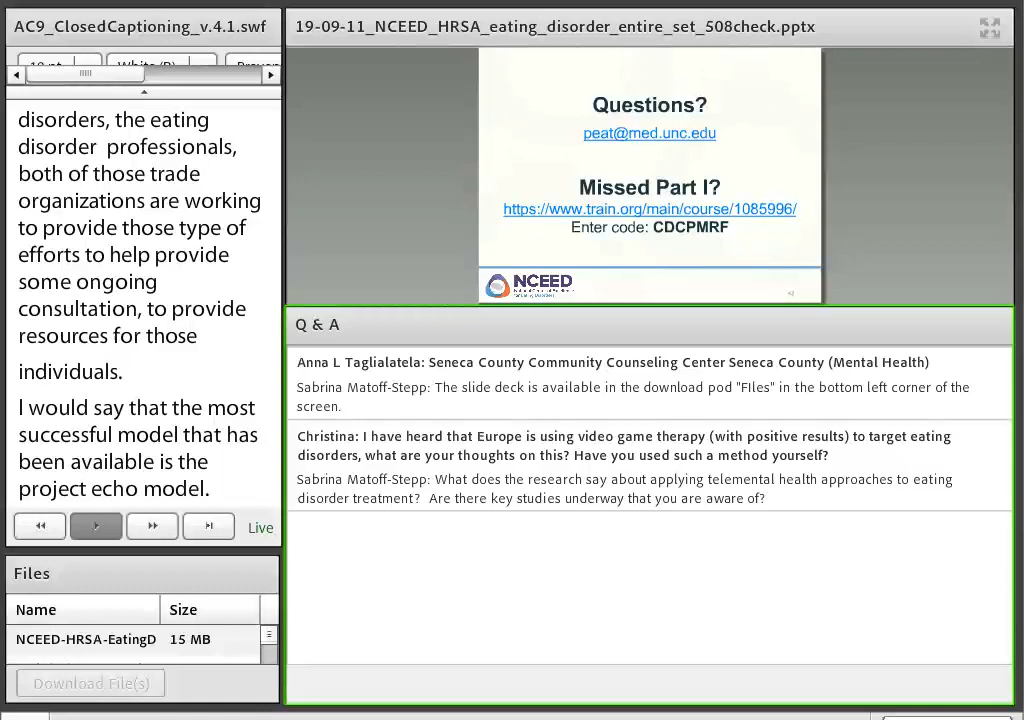 AC9_ClosedCaptioning_v.4.1.swf
disorders, the eating
disorder professionals,
both of those trade
organizations are working
to provide those type of
efforts to help provide
some ongoing
consultation, to provide
resources for those
individuals.
I would say that the most
successful model that has
been available is the
project echo model.
Live
Files
Name Size
NCEED-HRSA-EatingD 15 MB
Download File(s)
19-09-11_NCEED_HRSA_eating_disorder_entire_set_508check.pptx
Questions?
peat@med.unc.edu
Missed Part I?
https://www.train.org/main/course/1085996/
Enter code: CDCPMRF
NCEED
Q & A
Anna L Taglialatela: Seneca County Community Counseling Center Seneca County (Mental Health)
Sabrina Matoff-Stepp: The slide deck is available in the download pod "FIles" in the bottom left corner of the
screen.
Christina: I have heard that Europe is using video game therapy (with positive results) to target eating
disorders, what are your thoughts on this? Have you used such a method yourself?
Sabrina Matoff-Stepp: What does the research say about applying telemental health approaches to eating
disorder treatment? Are there key studies underway that you are aware of?